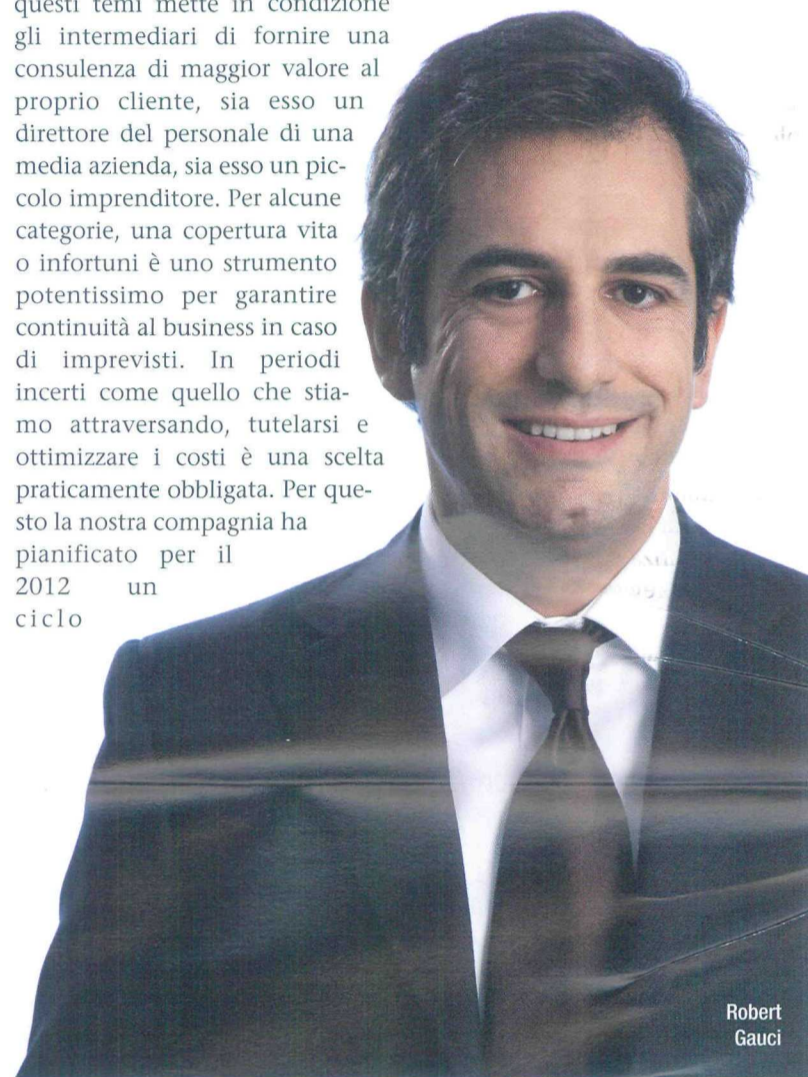 questi temi mette in condizione
gli intermediari di fornire una
consulenza di maggior valore al
proprio cliente, sia esso un
direttore del personale di una
media azienda, sia esso un pic-
colo imprenditore. Per alcune
categorie, una copertura vita
o infortuni è uno strumento
potentissimo per garantire
continuità al business in caso
di imprevisti. In periodi
incerti come quello che stia-
mo attraversando, tutelarsi e
ottimizzare i costi è una scelta
praticamente obbligata. Per que-
sto la nostra compagnia ha
pianificato per il
2012 un
ciclo
Robert
Gauci